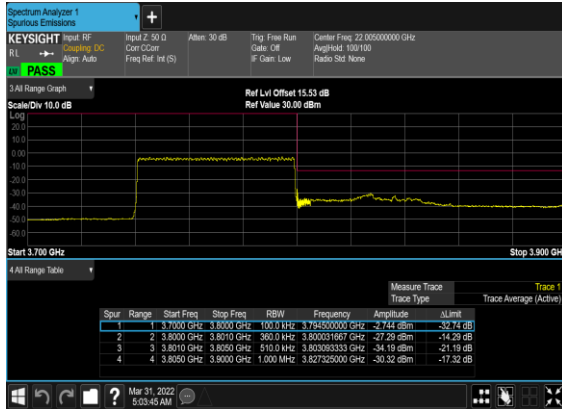 Spectrum Analyzer 1
Spurious Emissions
+
KEYSIGHT Input: RF Input Z: 50 Ω Atten: 30 dB Trig: Free Run Center Freq: 22.005000000 GHz
RL Coupling: DC Corr CCorr Gate: Off Avg|Hold: 100/100
Align: Auto Freq Ref: Int (S) IF Gain: Low Radio Std: None
PASS
3 All Range Graph
Ref Lvl Offset 15.53 dB
Scale/Div 10.0 dB Ref Value 30.00 dBm
Log
20.0
10.0
0.00
-10.0
-20.0
-30.0
-40.0
-50.0
-60.0
Start 3.700 GHz Stop 3.900 GH
4 All Range Table
Measure Trace Trace 1
Trace Type Trace Average (Active)
Spur Range Start Freq Stop Freq RBW Frequency Amplitude ΔLimit
1 1 3.7000 GHz 3.8000 GHz 100.0 kHz 3.794500000 GHz -2.744 dBm -32.74 dB
2 2 3.8000 GHz 3.8010 GHz 360.0 kHz 3.800031667 GHz -27.29 dBm -14.29 dB
3 3 3.8010 GHz 3.8050 GHz 510.0 kHz 3.803093333 GHz -34.19 dBm -21.19 dB
4 4 3.8050 GHz 3.9000 GHz 1.000 MHz 3.827325000 GHz -30.32 dBm -17.32 dB
? Mar 31, 2022
5:03:45 AM